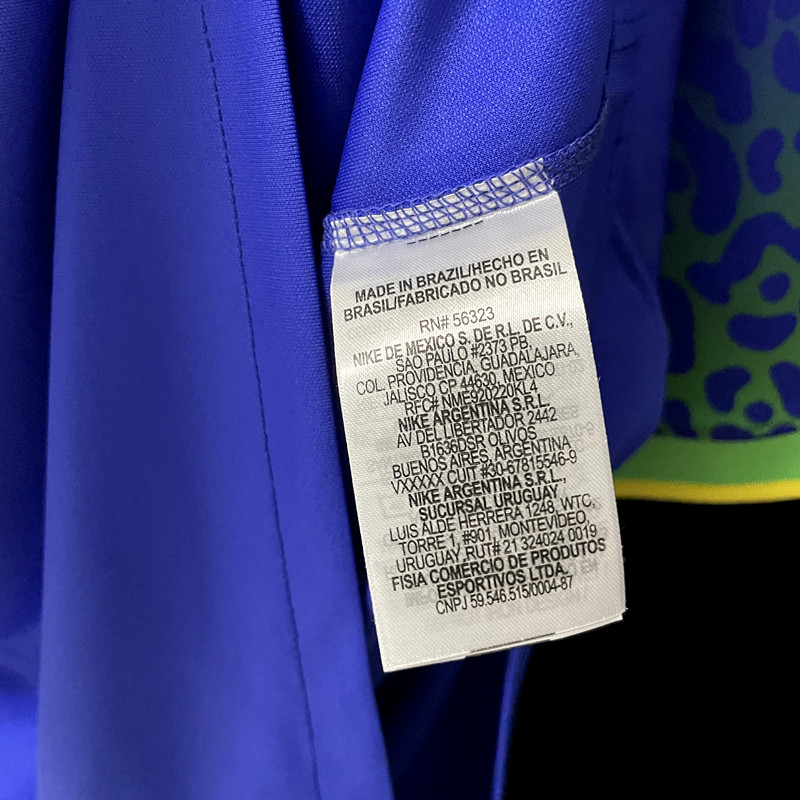 MADE IN BRAZIL/HECHO EN
BRASIL/FABRICADO NO BRASIL
RN# 56323
NIKE DE MEXICO S. DE R.L. DE C.V.,
SAO PAULO #2373 PB,
COL. PROVIDENCIA, GUADALAJARA,
JALISCO CP 44630, MEXICO
RFC# NME920220KL4
NIKE ARGENTINA S.R.L.
AV DEL LIBERTADOR 2442
B1636DSR OLIVOS
BUENOS AIRES, ARGENTINA
VXXXXX CUIT #30-67815546-9
NIKE ARGENTINA S.R.L.,
SUCURSAL URUGUAY
LUIS ALDE HERRERA 1248, WTC,
TORRE 1, #901, MONTEVIDEO,
URUGUAY, RUT# 21 324024 0019
FISIA COMÉRCIO DE PRODUTOS
ESPORTIVOS LTDA.
CNPJ 59.546.515/0004-87